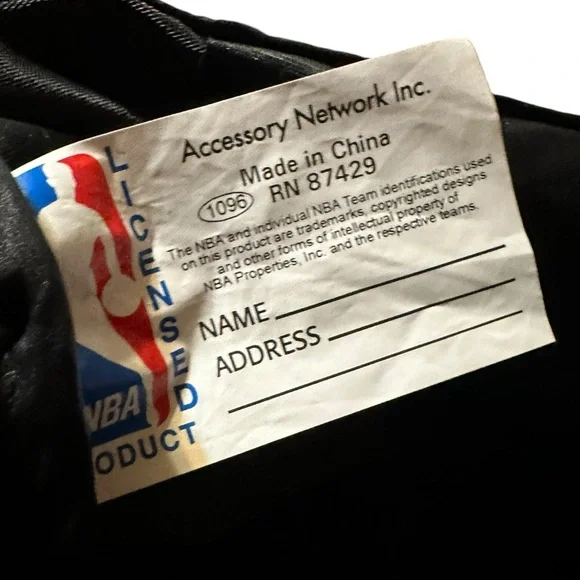 Accessory Network Inc.
Made in China
1096 RN 87429
The NBA and individual NBA Team identifications used
on this product are trademarks, copyrighted designs
and other forms of intellectual property of
NBA Properties, Inc. and the respective teams.
NAME
ADDRESS
LICENSED
NBA
ODUCT